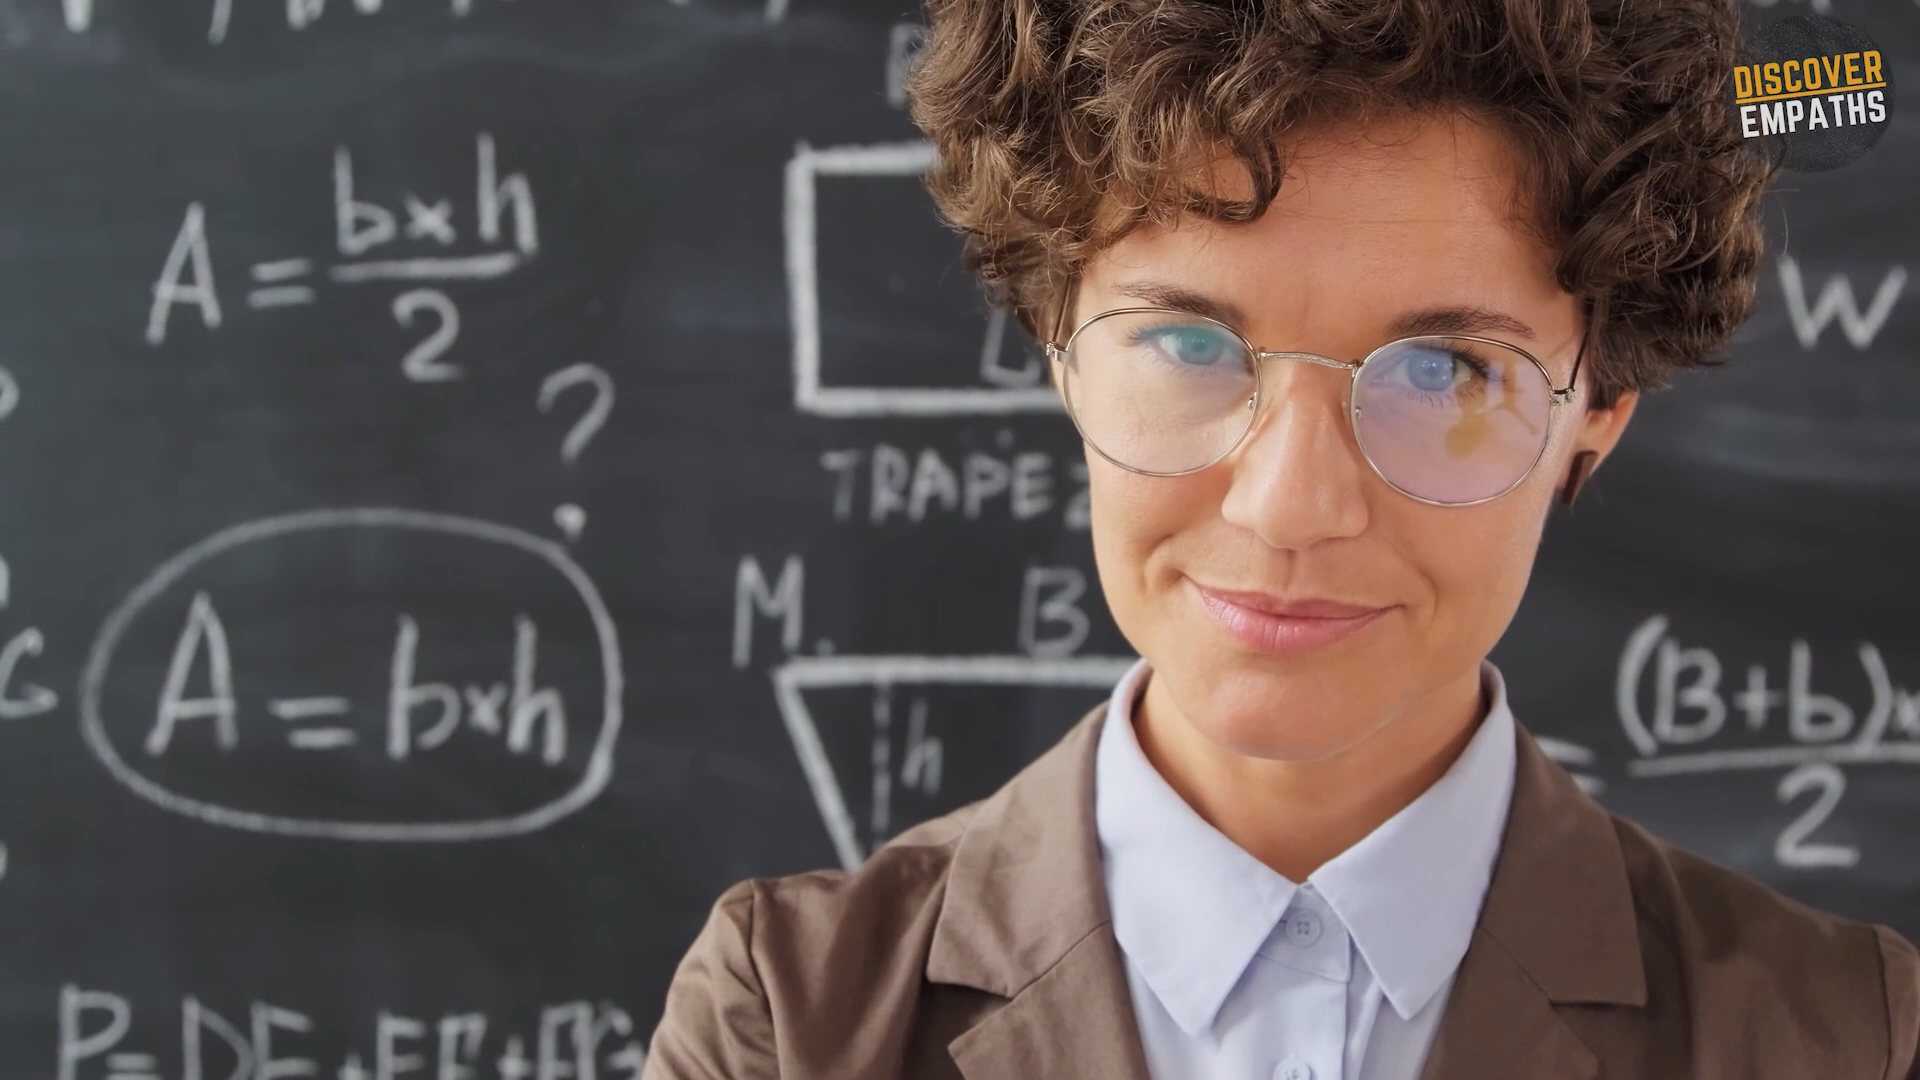 DISCOVER
EMPATHS
A = b×h
2
?
A = b×h
TRAPEZ
M.
B
h
W
= (B+b)×
2
G
P=